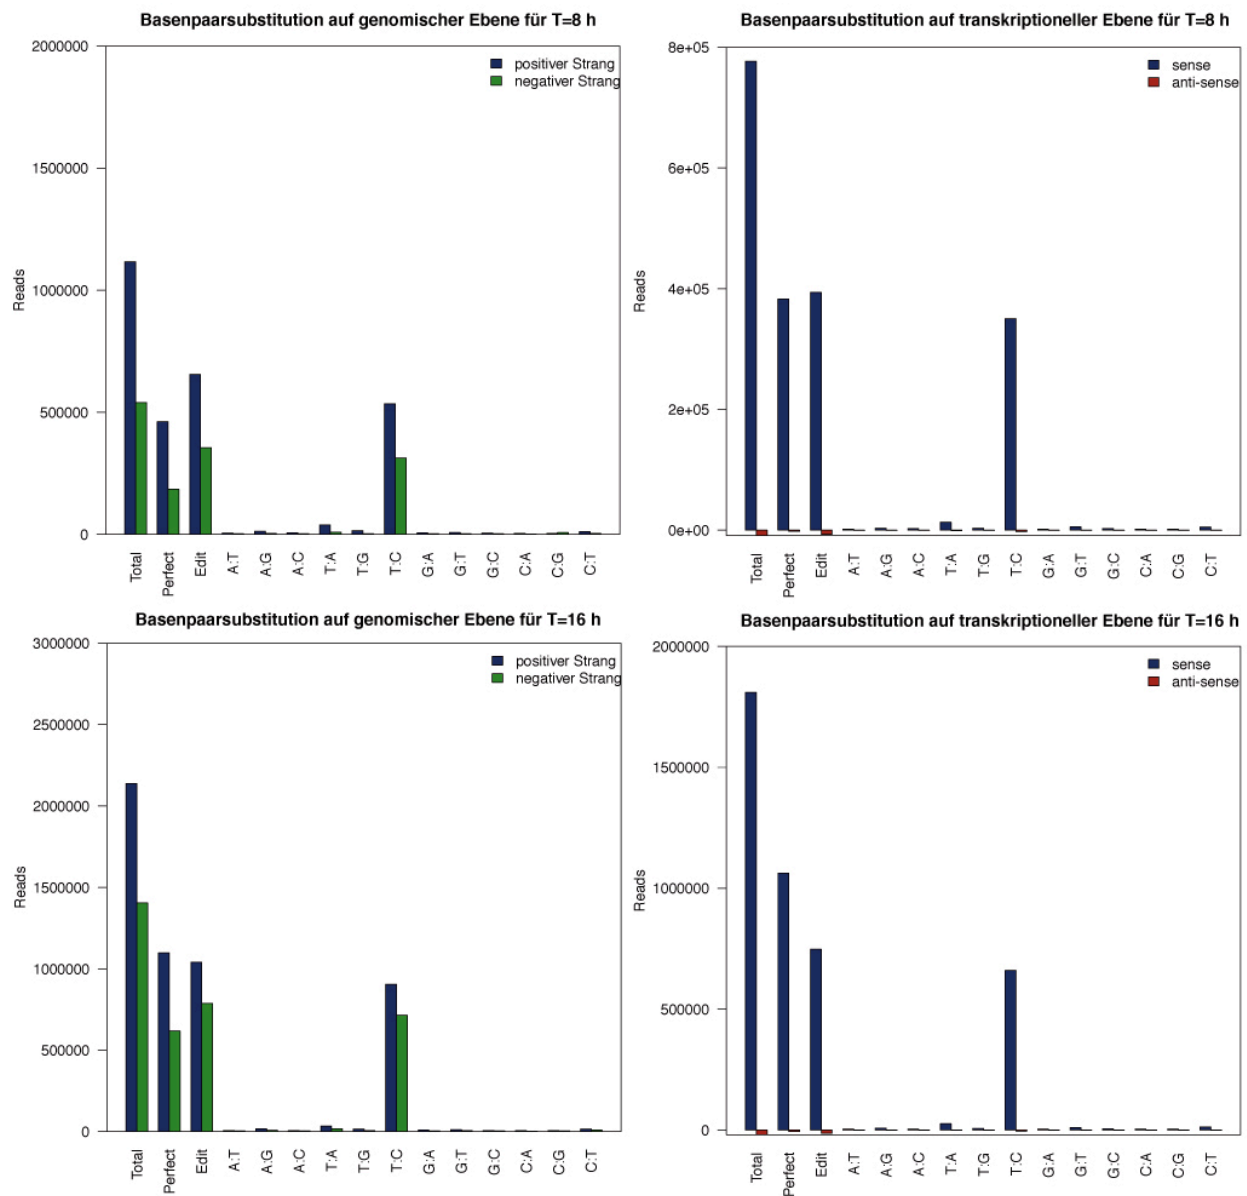 Basenpaarsubstitution auf genomischer Ebene für T=8 h
2000000
1500000
1000000
500000
0
Reads
positiver Strang
negativer Strang
Total
Perfect
Edit
A:T
A:G
A:C
T:A
T:G
T:C
G:A
G:T
G:C
C:A
C:G
C:T
Basenpaarsubstitution auf transkriptioneller Ebene für T=8 h
8e+05
6e+05
4e+05
2e+05
0e+00
Reads
sense
anti-sense
Total
Perfect
Edit
A:T
A:G
A:C
T:A
T:G
T:C
G:A
G:T
G:C
C:A
C:G
C:T
Basenpaarsubstitution auf genomischer Ebene für T=16 h
3000000
2500000
2000000
1500000
1000000
500000
0
Reads
positiver Strang
negativer Strang
Total
Perfect
Edit
A:T
A:G
A:C
T:A
T:G
T:C
G:A
G:T
G:C
C:A
C:G
C:T
Basenpaarsubstitution auf transkriptioneller Ebene für T=16 h
2000000
1500000
1000000
500000
0
Reads
sense
anti-sense
Total
Perfect
Edit
A:T
A:G
A:C
T:A
T:G
T:C
G:A
G:T
G:C
C:A
C:G
C:T